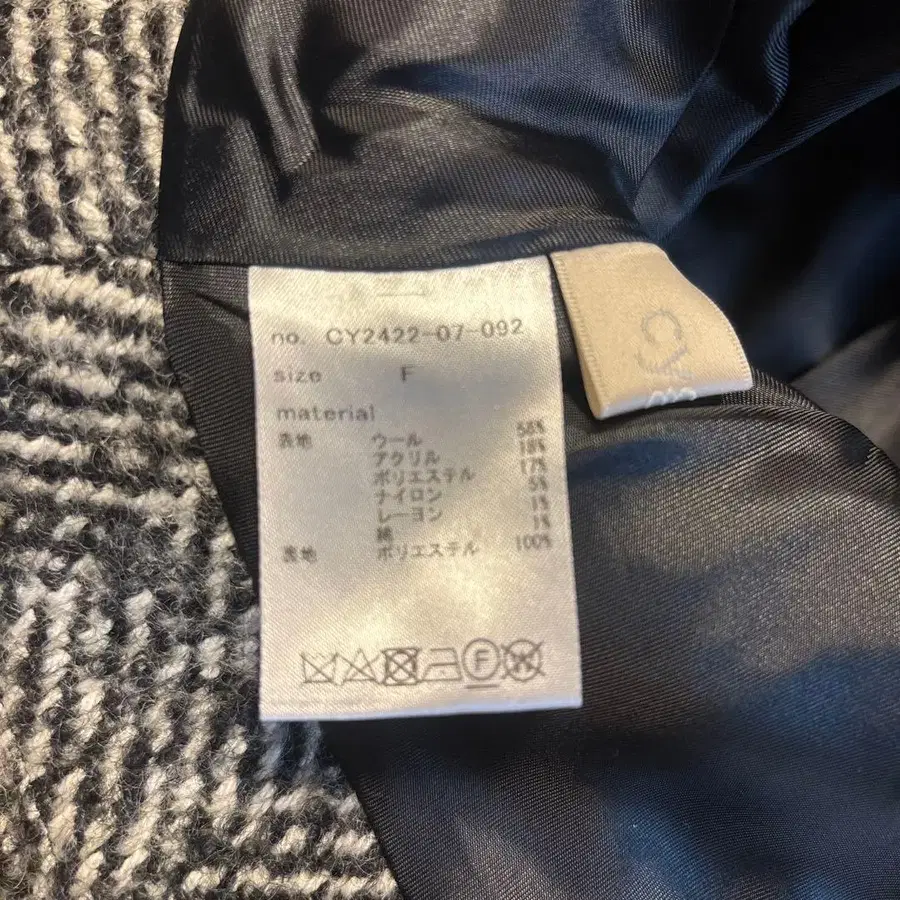 no. CY2422-07-092
size F
material
表地 ウール 58%
アクリル 18%
ポリエステル 17%
ナイロン 5%
レーヨン 1%
綿 1%
裏地 ポリエステル 100%
F